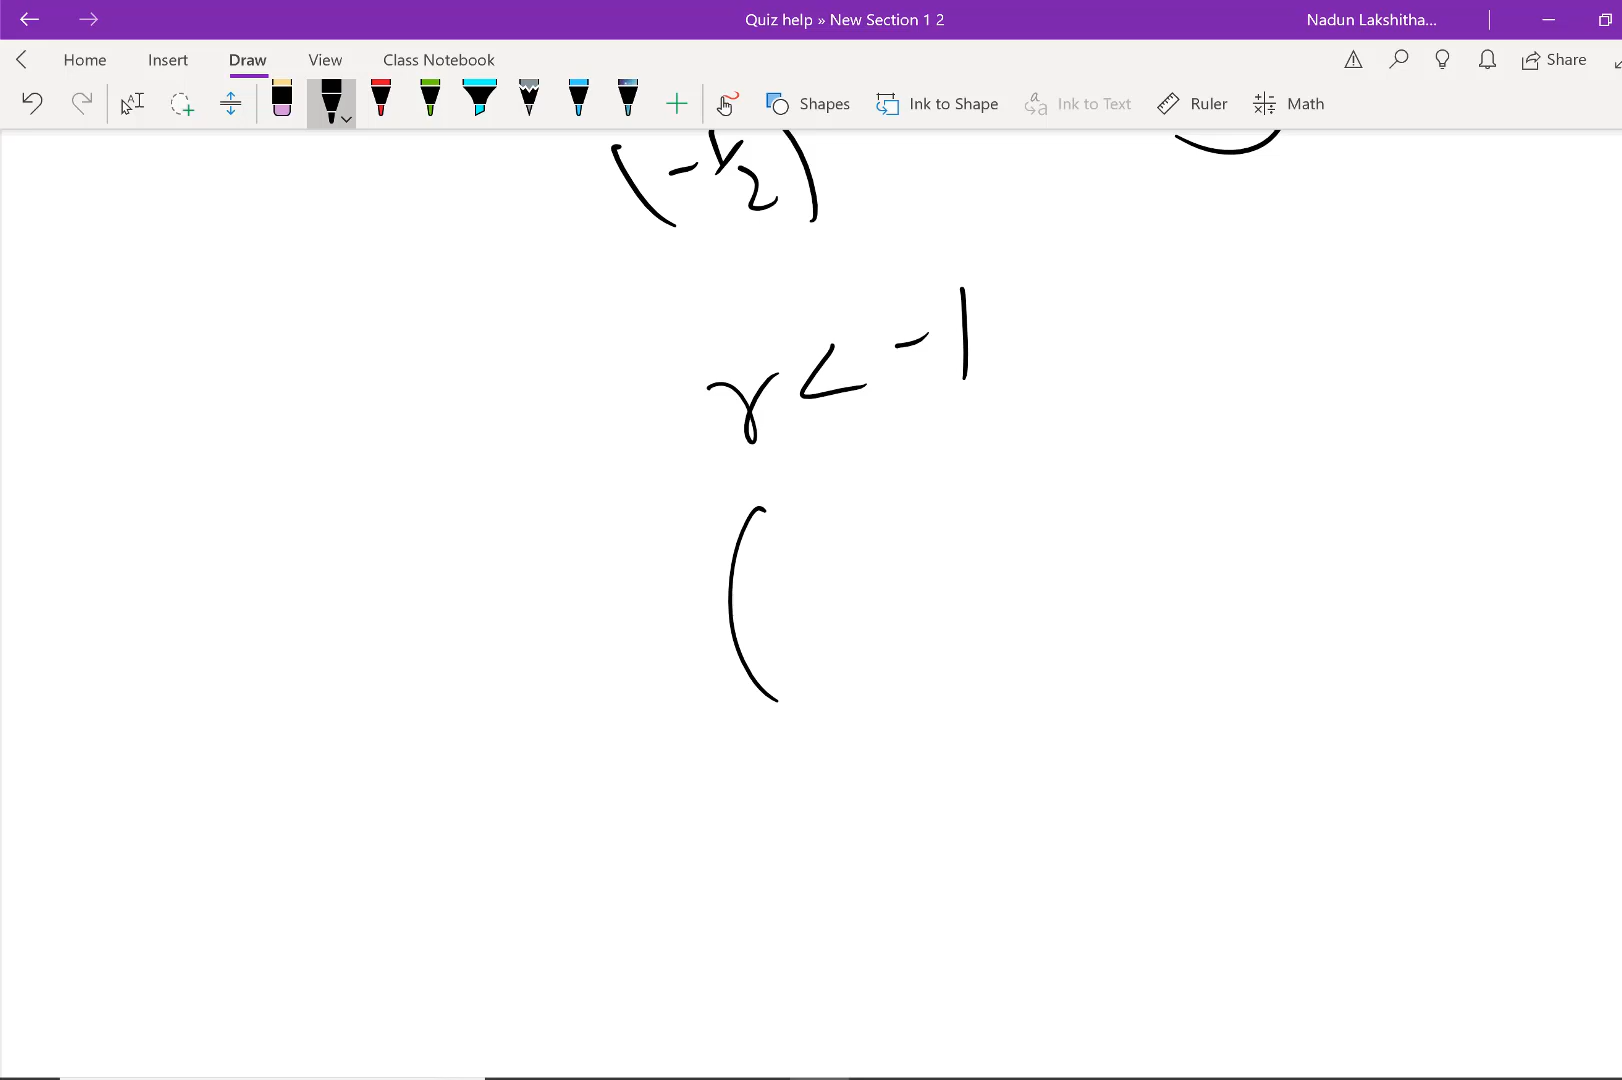 Quiz help » New Section 1 2
Nadun Lakshitha...
Home Insert Draw View Class Notebook
Share
Shapes Ink to Shape Ink to Text Ruler Math
(-1/2)
r < -1
(